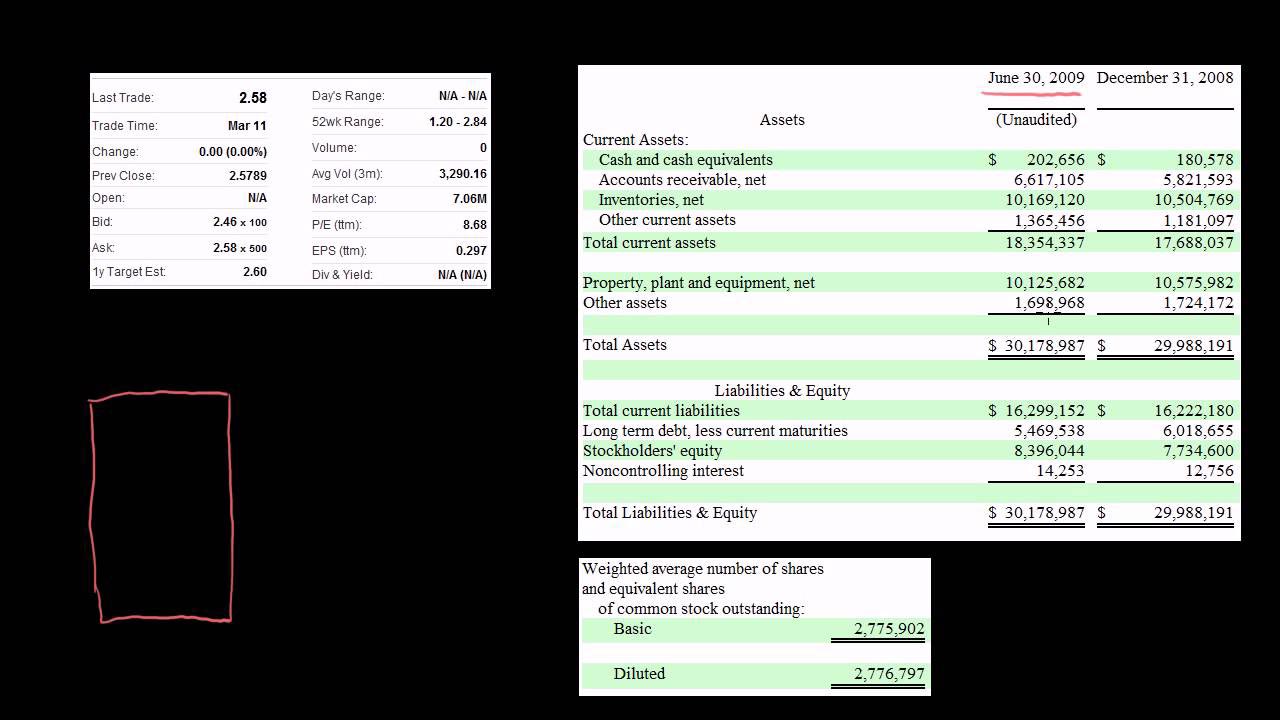 Last Trade: 2.58
Trade Time: Mar 11
Change: 0.00 (0.00%)
Prev Close: 2.5789
Open: N/A
Bid: 2.46 x 100
Ask: 2.58 x 500
1y Target Est: 2.60
Day's Range: N/A - N/A
52wk Range: 1.20 - 2.84
Volume: 0
Avg Vol (3m): 3,290.16
Market Cap: 7.06M
P/E (ttm): 8.68
EPS (ttm): 0.297
Div & Yield: N/A (N/A)
June 30, 2009 December 31, 2008
Assets (Unaudited)
Current Assets:
Cash and cash equivalents $ 202,656 $ 180,578
Accounts receivable, net 6,617,105 5,821,593
Inventories, net 10,169,120 10,504,769
Other current assets 1,365,456 1,181,097
Total current assets 18,354,337 17,688,037
Property, plant and equipment, net 10,125,682 10,575,982
Other assets 1,698,968 1,724,172
Total Assets $ 30,178,987 $ 29,988,191
Liabilities & Equity
Total current liabilities $ 16,299,152 $ 16,222,180
Long term debt, less current maturities 5,469,538 6,018,655
Stockholders' equity 8,396,044 7,734,600
Noncontrolling interest 14,253 12,756
Total Liabilities & Equity $ 30,178,987 $ 29,988,191
Weighted average number of shares
and equivalent shares
of common stock outstanding:
Basic 2,775,902
Diluted 2,776,797